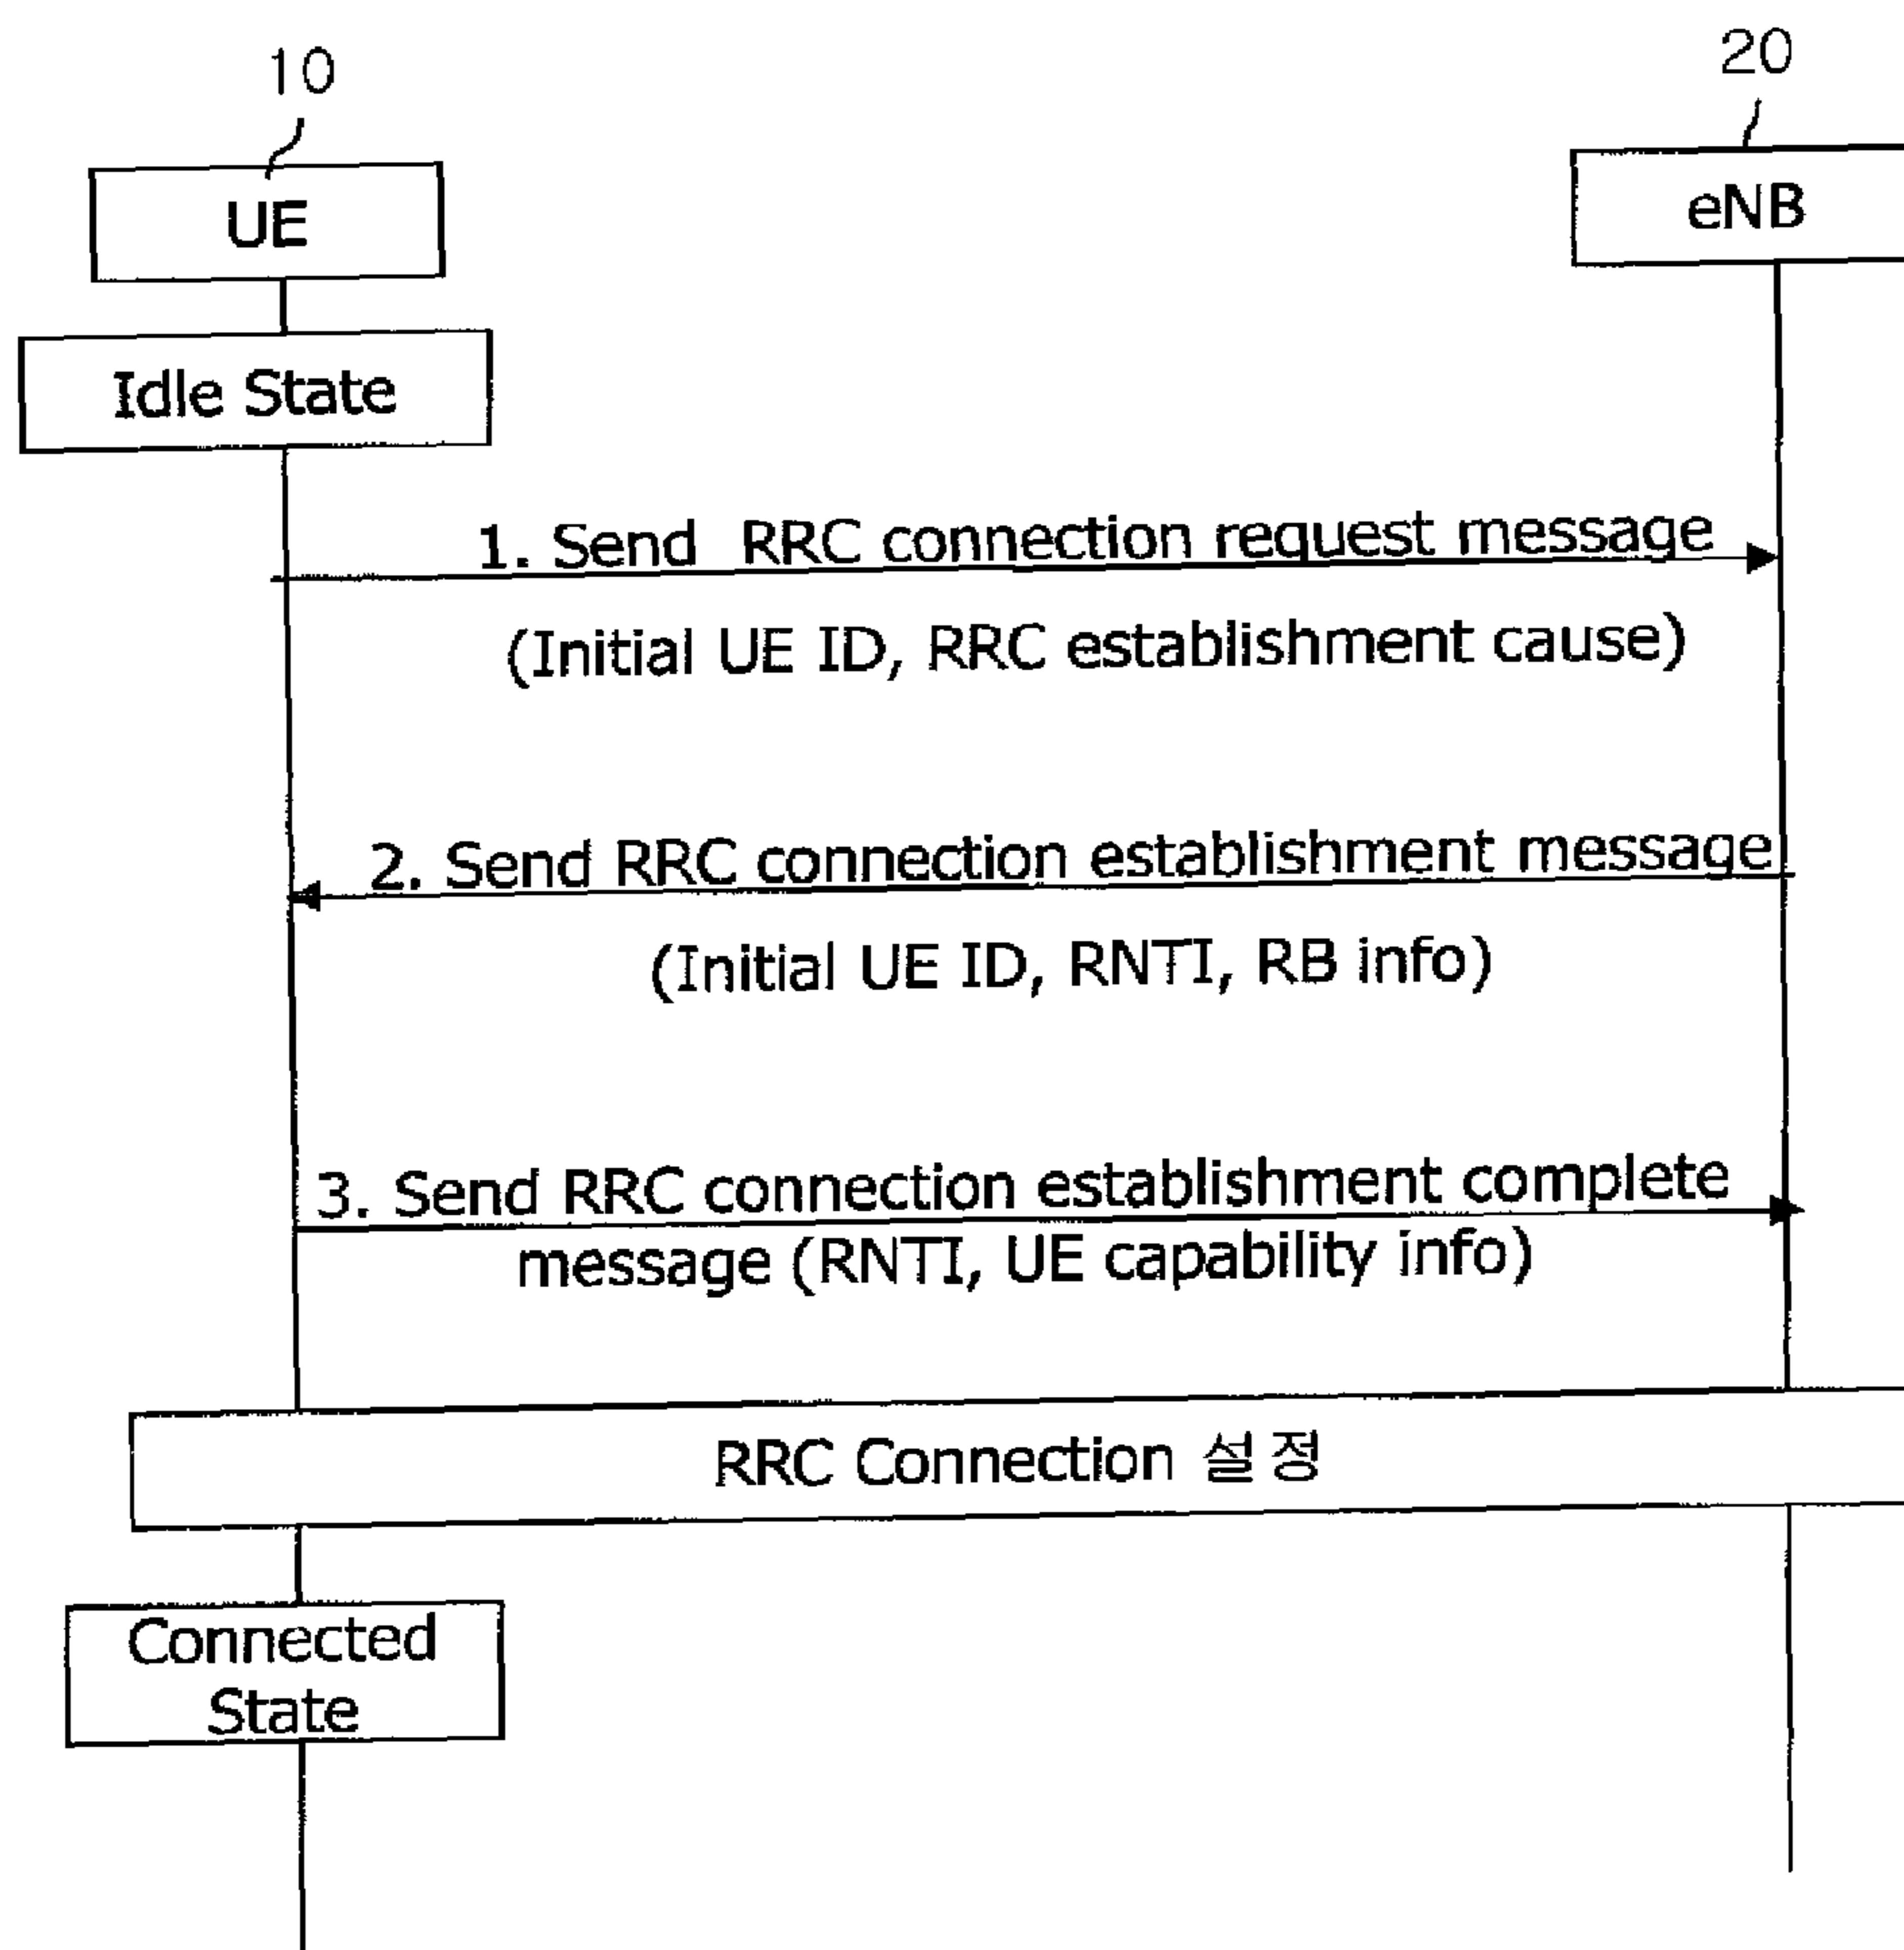 10
20
UE
eNB
Idle State
1. Send RRC connection request message
(Initial UE ID, RRC establishment cause)
2. Send RRC connection establishment message
(Initial UE ID, RNTI, RB info)
3. Send RRC connection establishment complete
message (RNTI, UE capability info)
RRC Connection 설정
Connected
State